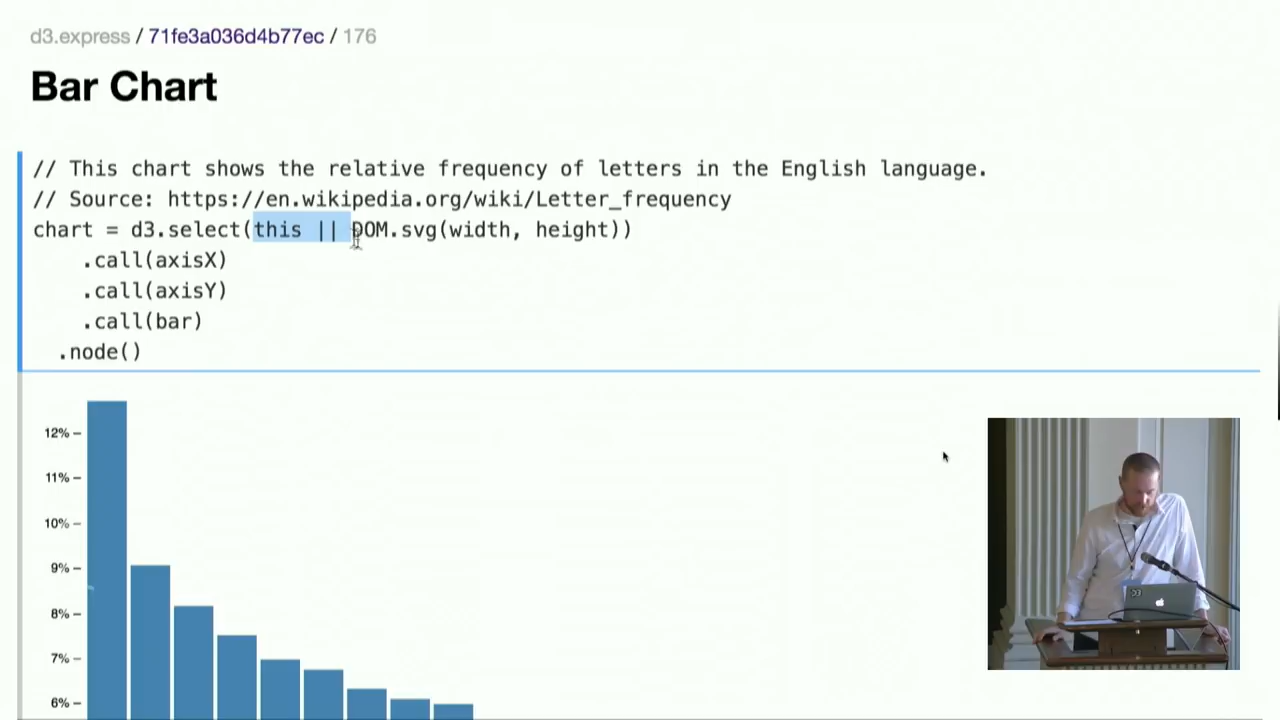 d3.express / 71fe3a036d4b77ec / 176
Bar Chart
// This chart shows the relative frequency of letters in the English language.
// Source: https://en.wikipedia.org/wiki/Letter_frequency
chart = d3.select(this || DOM.svg(width, height))
.call(axisX)
.call(axisY)
.call(bar)
.node()
12%
11%
10%
9%
8%
7%
6%
D3